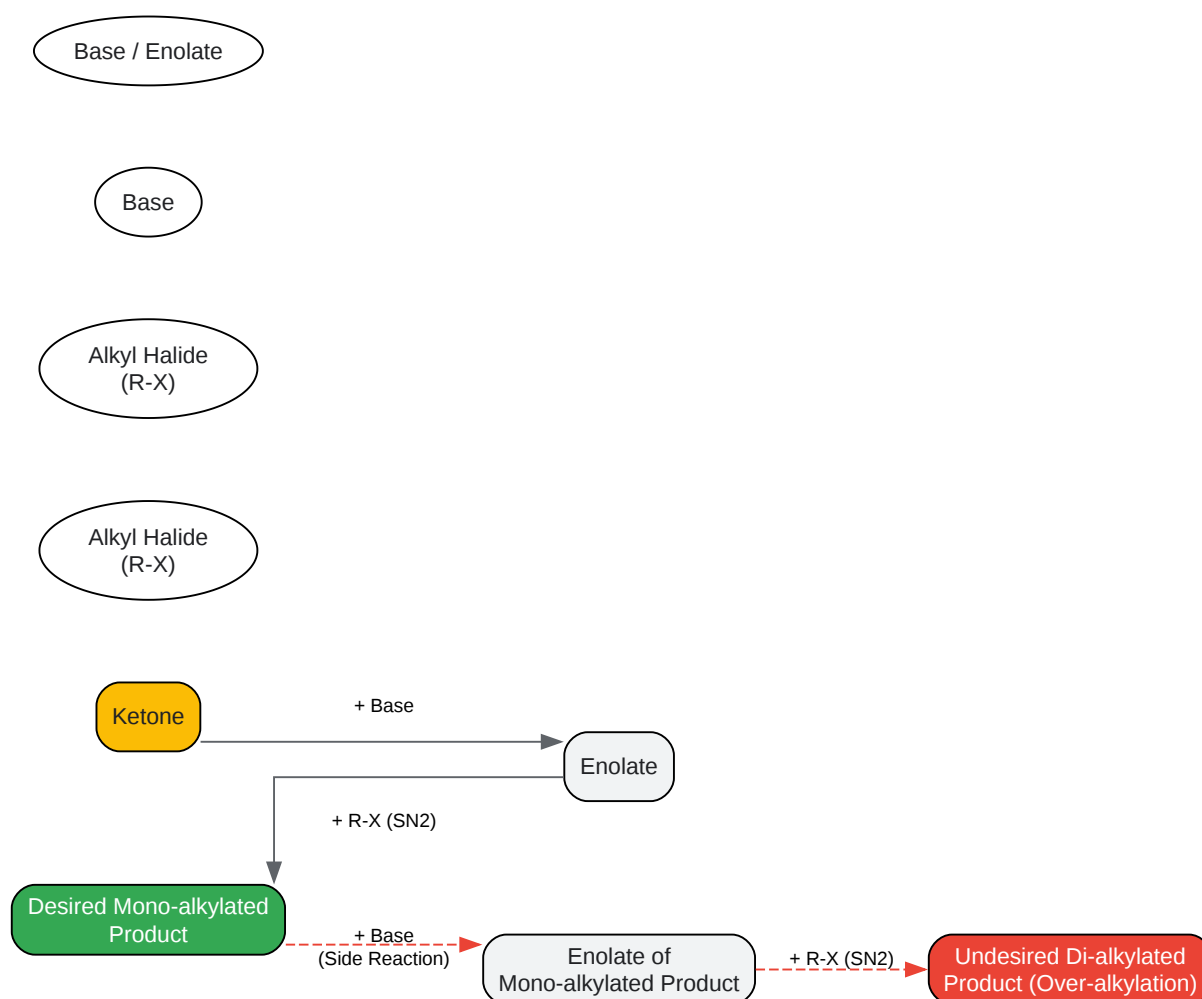 Base / Enolate
Base
Alkyl Halide
(R-X)
Alkyl Halide
(R-X)
Ketone
+ Base
Enolate
+ R-X (SN2)
Desired Mono-alkylated
Product
+ Base
(Side Reaction)
Enolate of
Mono-alkylated Product
+ R-X (SN2)
Undesired Di-alkylated
Product (Over-alkylation)